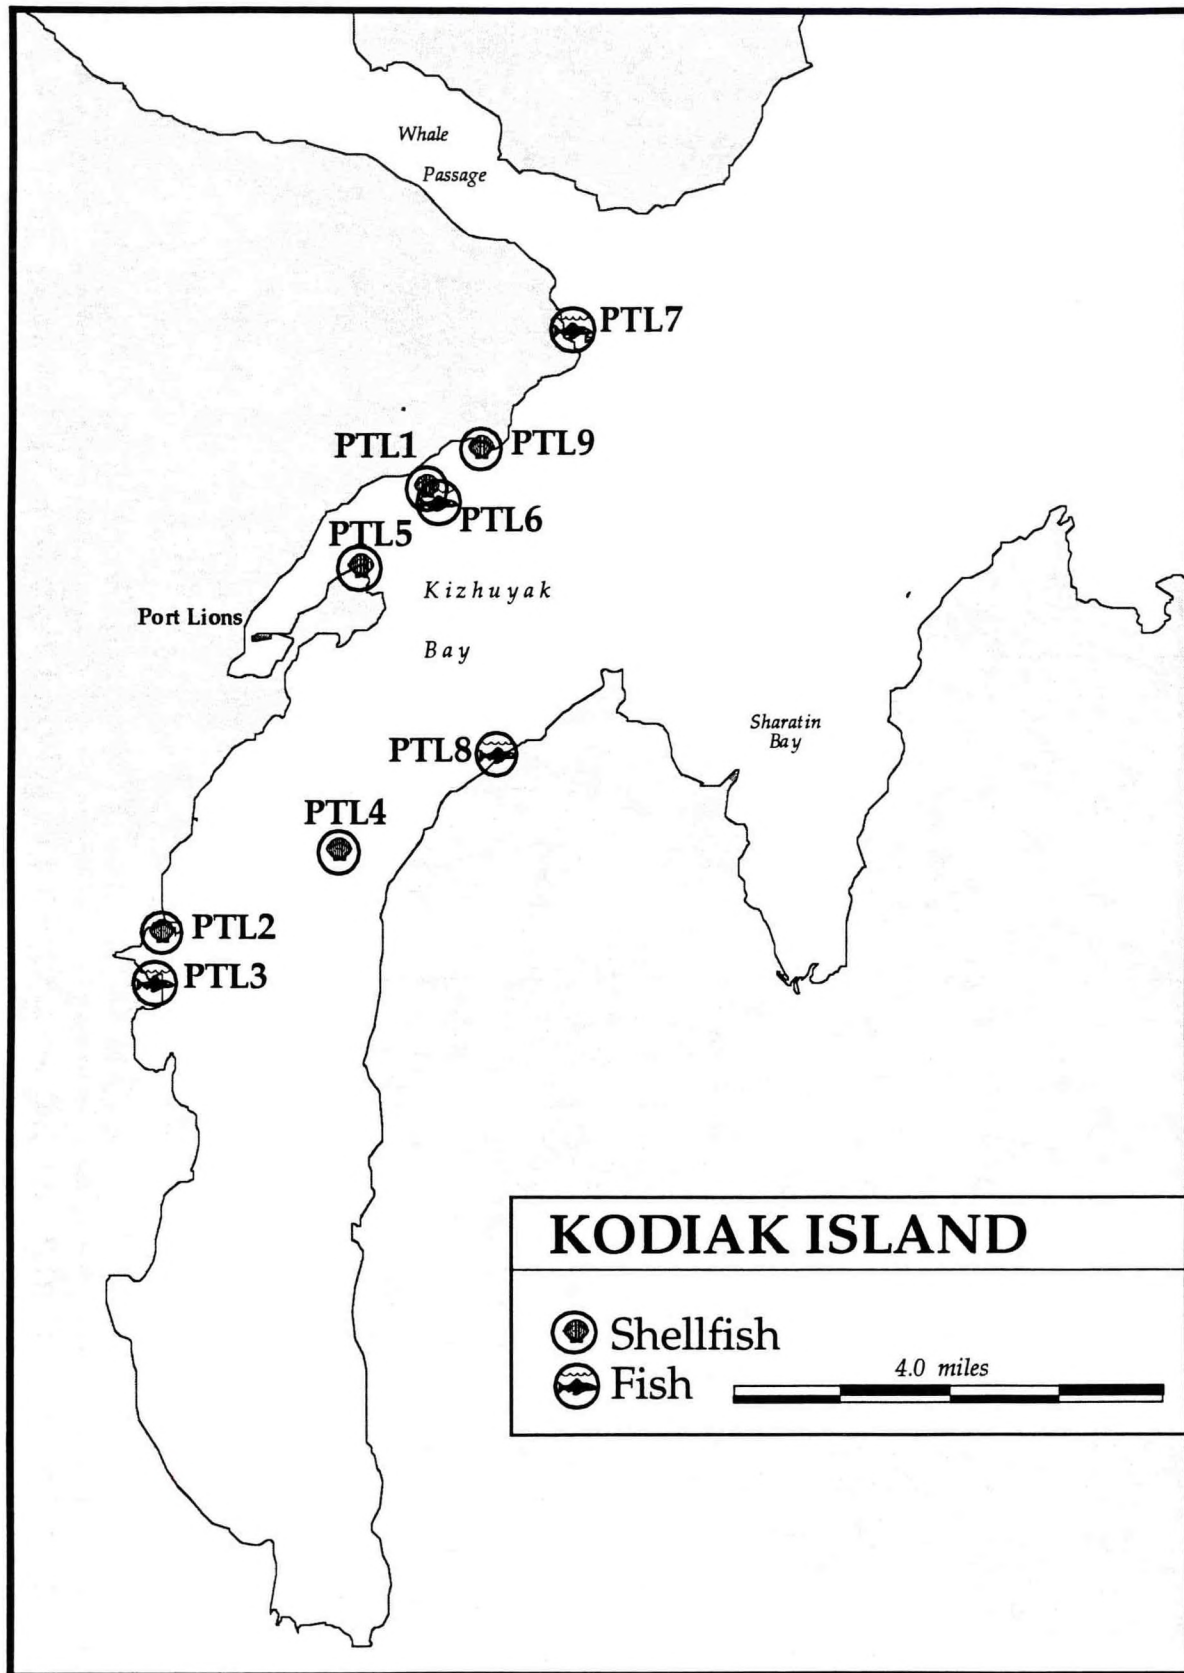 Whale
Passage
PTL7
PTL1
PTL9
PTL6
PTL5
Kizhuyak
Port Lions
Bay
Sharatin
Bay
PTL8
PTL4
PTL2
PTL3
KODIAK ISLAND
Shellfish
Fish
4.0 miles